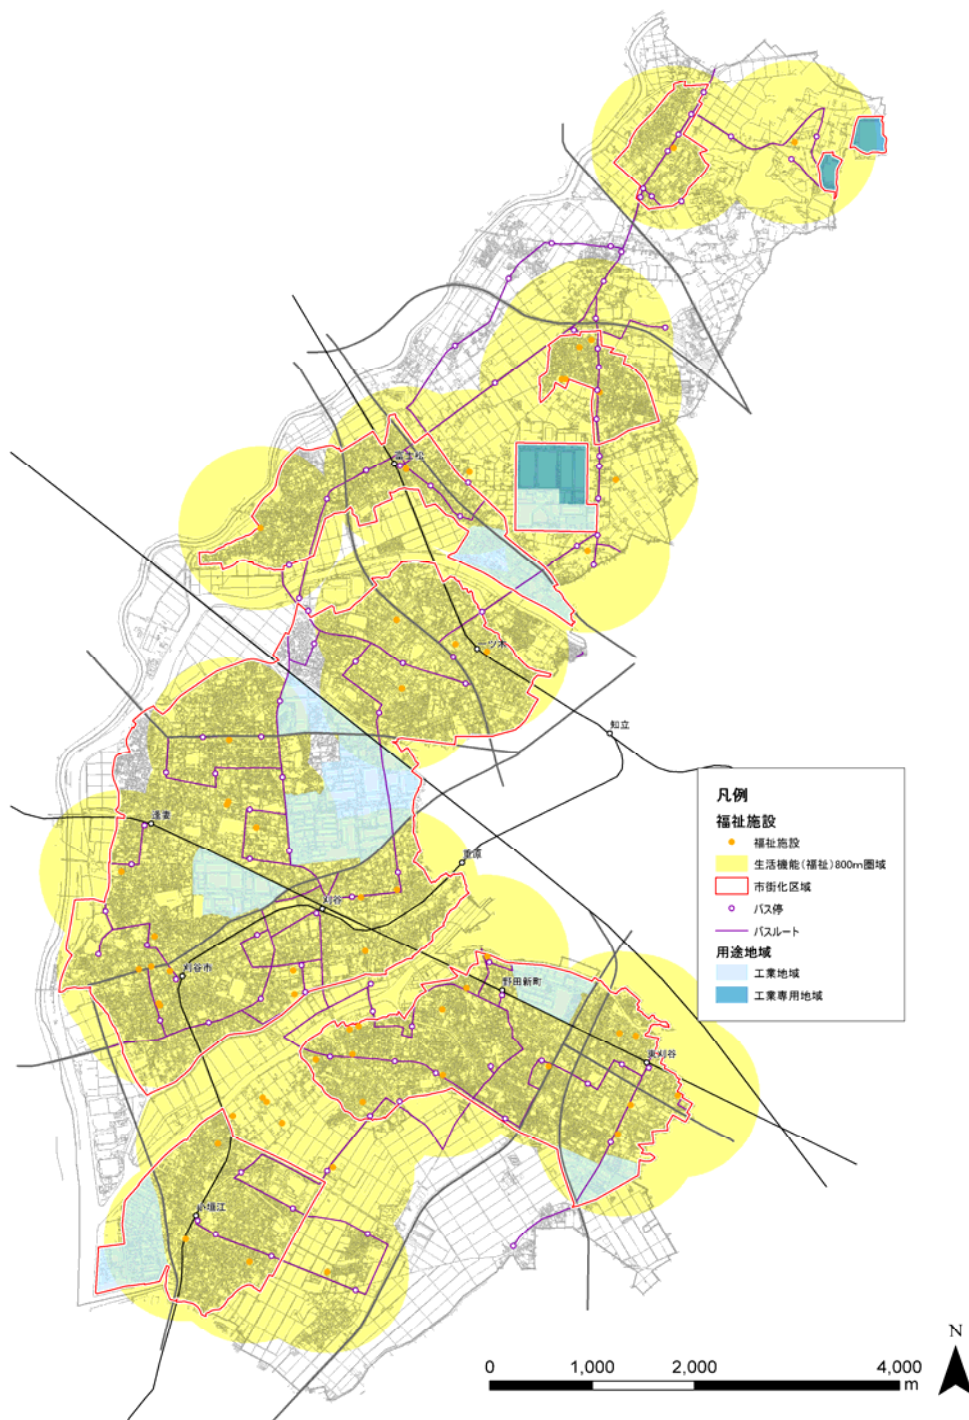 富士松
一ツ木
知立
逢妻
重原
刈谷
刈谷市
野田新町
東刈谷
小垣江
凡例
福祉施設
福祉施設
生活機能(福祉)800m圏域
市街化区域
バス停
バスルート
用途地域
工業地域
工業専用地域
N
0 1,000 2,000 4,000
m